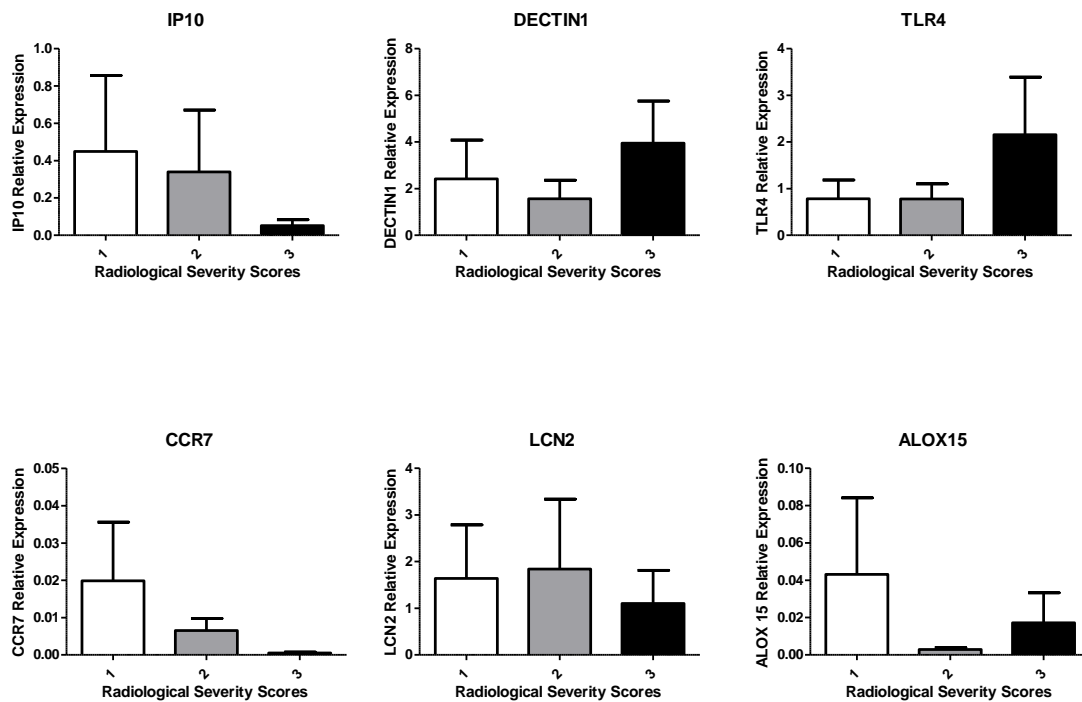 IP10
IP10 Relative Expression
1.0
0.8
0.6
0.4
0.2
0.0
1 2 3
Radiological Severity Scores
DECTIN1
DECTIN1 Relative Expression
8
6
4
2
0
1 2 3
Radiological Severity Scores
TLR4
TLR4 Relative Expression
4
3
2
1
0
1 2 3
Radiological Severity Scores
CCR7
CCR7 Relative Expression
0.05
0.04
0.03
0.02
0.01
0.00
1 2 3
Radiological Severity Scores
LCN2
LCN2 Relative Expression
4
3
2
1
0
1 2 3
Radiological Severity Scores
ALOX15
ALOX 15 Relative Expression
0.10
0.08
0.06
0.04
0.02
0.00
1 2 3
Radiological Severity Scores